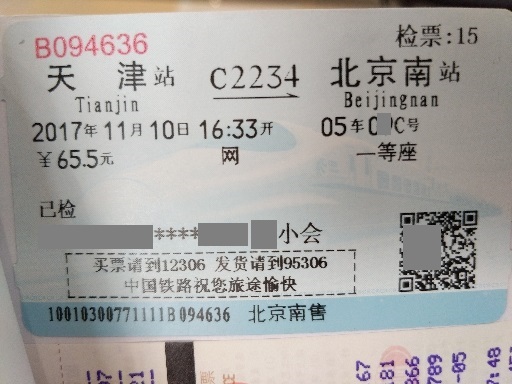 B094636 检票:15
天津站 C2234 北京南站
Tianjin Beijingnan
2017年11月10日 16:33开 05车0 C号
￥65.5元 网 一等座
已检
**** 小会
买票请到12306 发货请到95306
中国铁路祝您旅途愉快
10010300771111B094636 北京南售